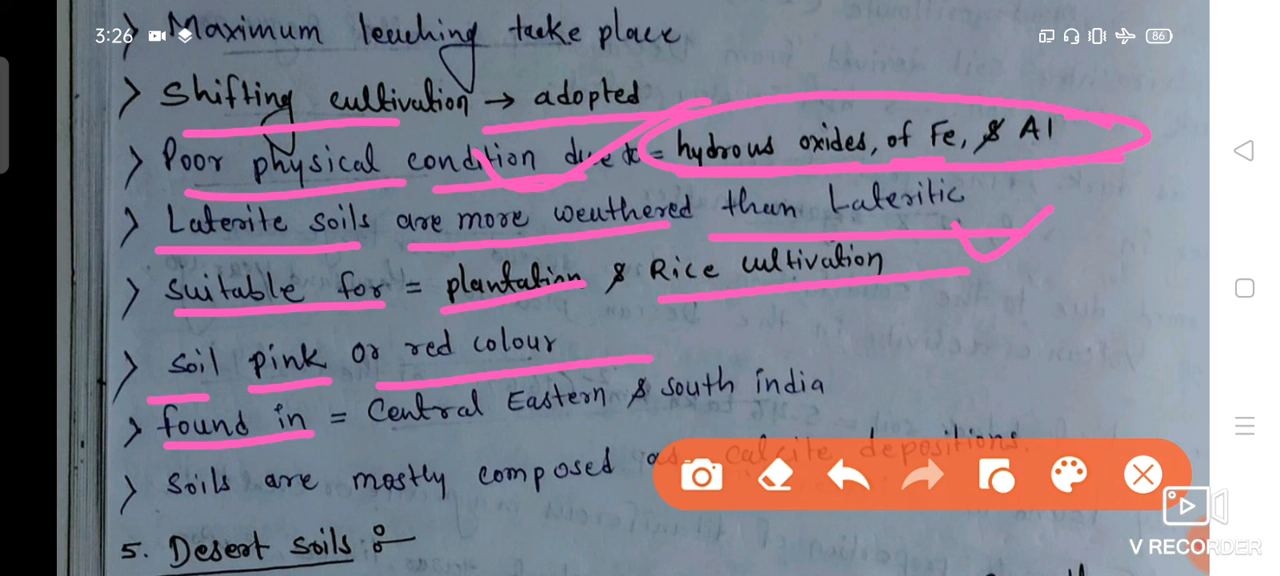 > Maximum leaching take place
3:26
86
> Shifting cultivation → adopted
> Poor physical condition due to = hydrous oxides, of Fe, & Al
> Laterite soils are more weathered than Lateritic
> Suitable for = plantation & Rice cultivation
> soil pink or red colour
> found in = Central Eastern & south india
> Soils are mostly composed as calcite depositions.
5. Desert soils :-
V RECORDER